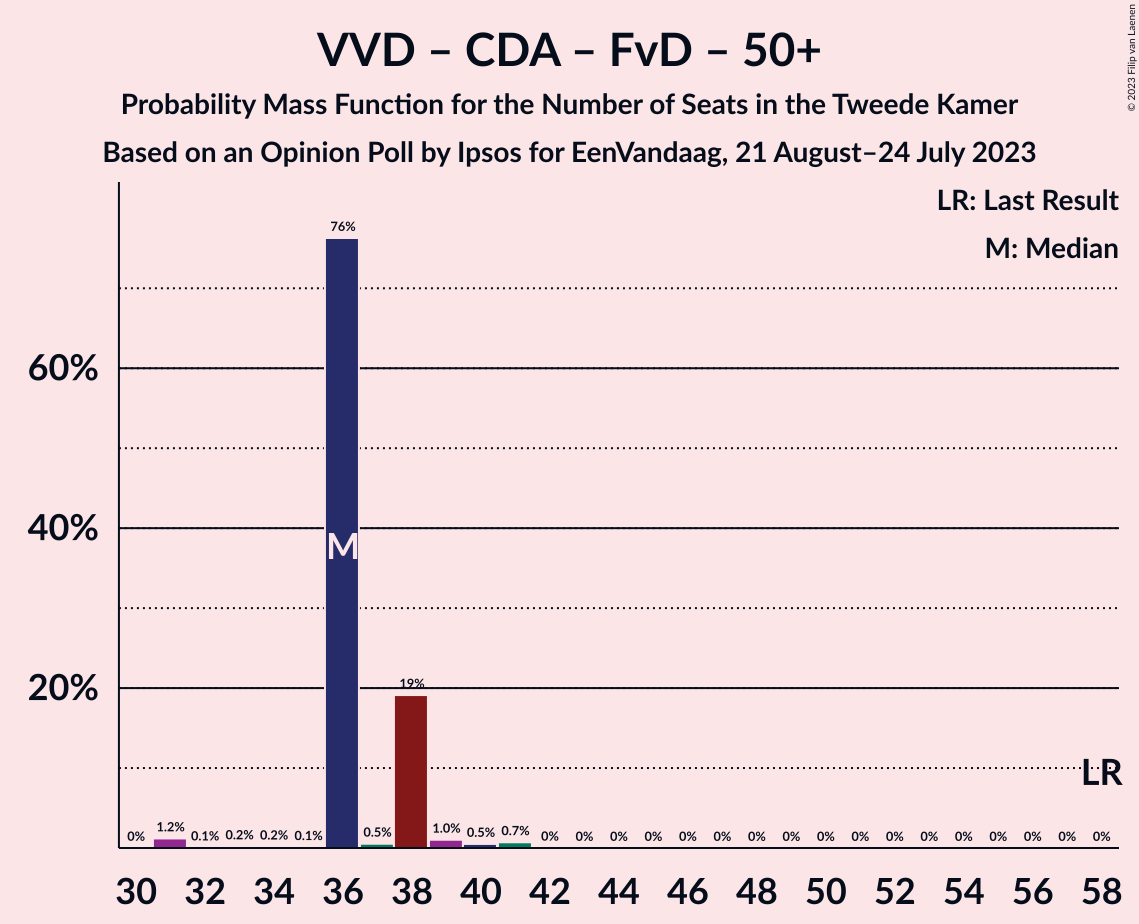 VVD – CDA – FvD – 50+
Probability Mass Function for the Number of Seats in the Tweede Kamer
Based on an Opinion Poll by Ipsos for EenVandaag, 21 August–24 July 2023
© 2023 Filip van Laenen
LR: Last Result
M: Median
60%
40%
20%
76%
M
19%
LR
0% 1.2% 0.1% 0.2% 0.2% 0.1% 0.5% 1.0% 0.5% 0.7% 0% 0% 0% 0% 0% 0% 0% 0% 0% 0% 0% 0% 0% 0% 0% 0% 0%
30 32 34 36 38 40 42 44 46 48 50 52 54 56 58